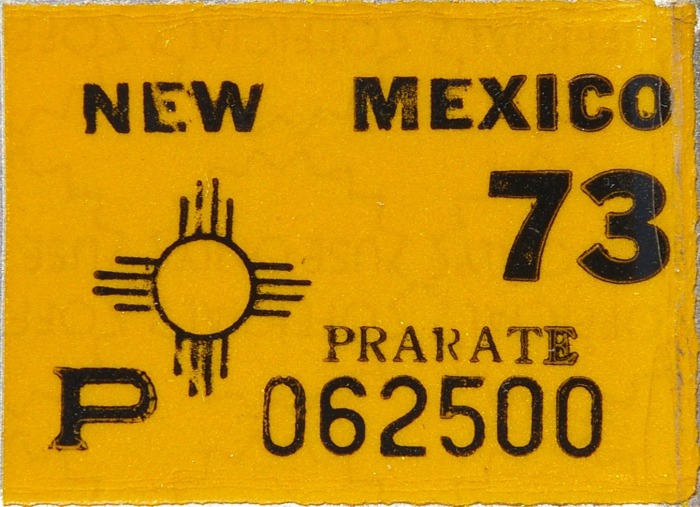 NEW MEXICO
73
PRARATE
P 062500